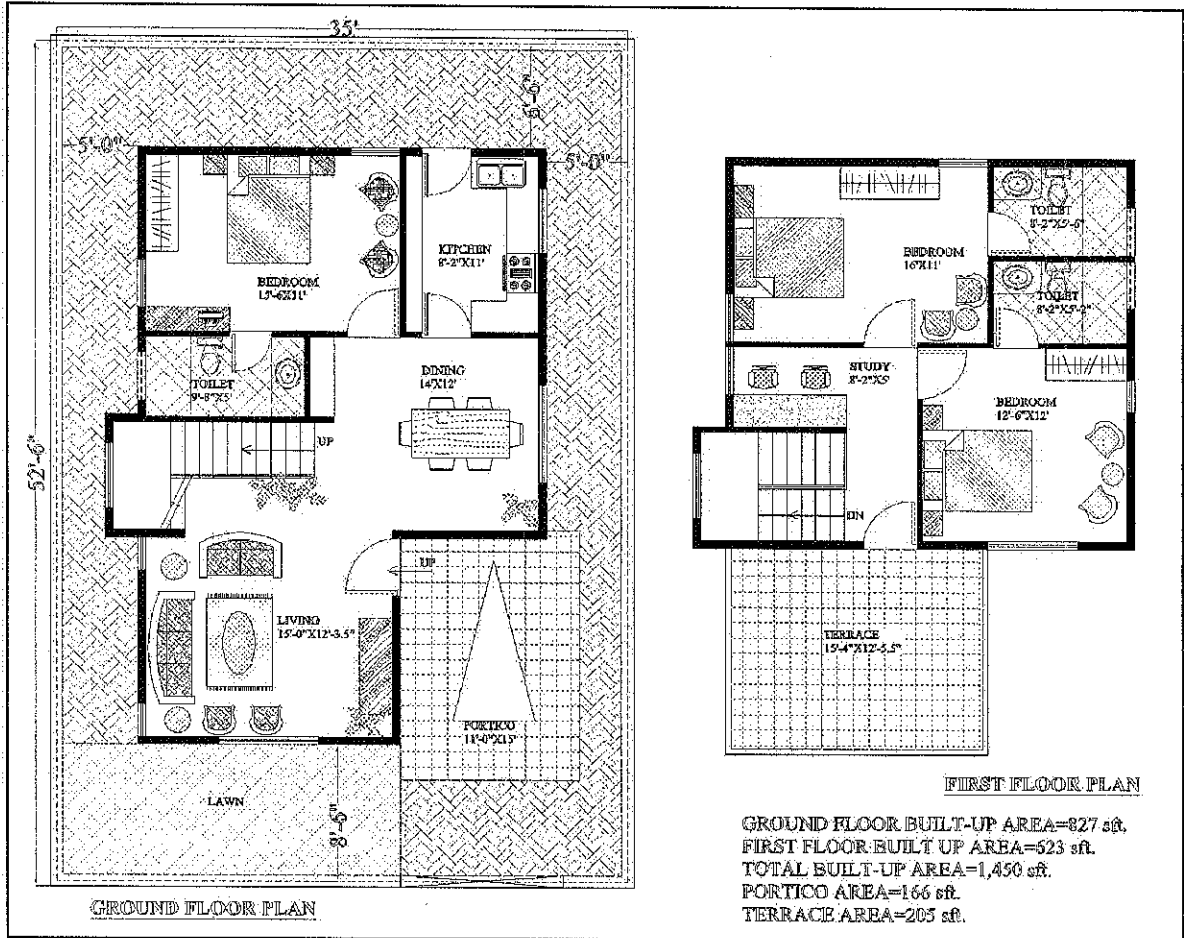 35'
6'-6"
5'-0"
5'-0"
52'-6"
BEDROOM
15'-6X11'
KITCHEN
8'-2"X11'
TOILET
9'-8"X5'
DINING
14'X12'
UP
UP
LIVING
15'-0"X12'-3.5"
PORTICO
11'-0"X15'
LAWN
8'-6"
GROUND FLOOR PLAN
TOILET
8'-2"X5'-6"
BEDROOM
16'X11'
TOILET
8'-2"X5'-2"
STUDY
8'-2"X5'
BEDROOM
12'-6"X12'
DN
TERRACE
15'-4"X12'-5.5"
FIRST FLOOR PLAN
GROUND FLOOR BUILT-UP AREA=827 sft.
FIRST FLOOR BUILT UP AREA=623 sft.
TOTAL BUILT-UP AREA=1,450 sft.
PORTICO AREA=166 sft.
TERRACE AREA=205 sft.